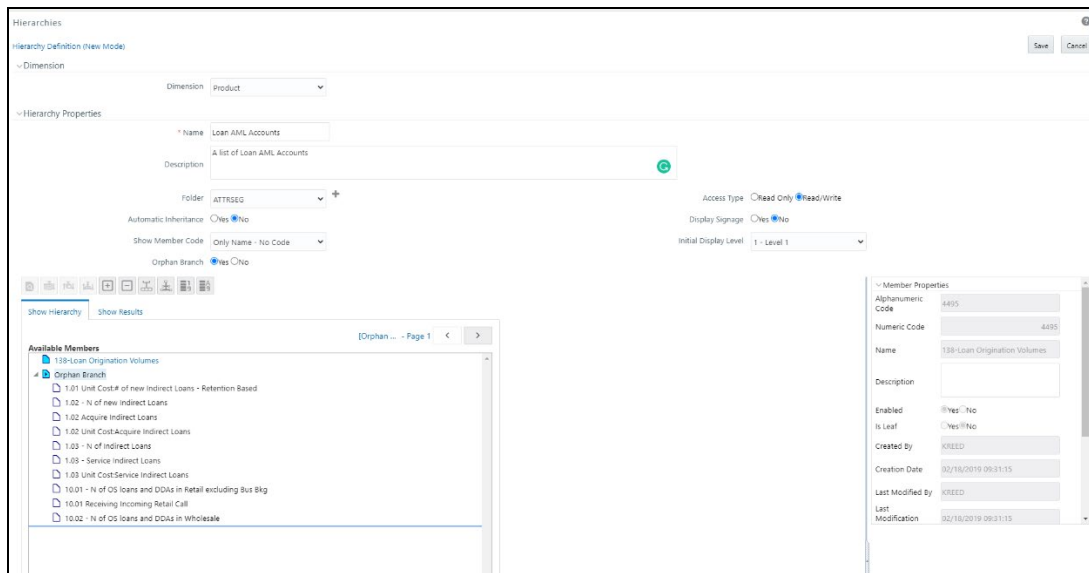 Hierarchies
Hierarchy Definition (New Mode)
Save Cancel
Dimension
Dimension Product
Hierarchy Properties
* Name Loan AML Accounts
Description A list of Loan AML Accounts
Folder ATTRSEG
Access Type Read Only Read/Write
Automatic Inheritance Yes No
Display Signage Yes No
Show Member Code Only Name - No Code
Initial Display Level 1 - Level 1
Orphan Branch Yes No
Show Hierarchy Show Results
[Orphan ... - Page 1 < >
Available Members
138-Loan Origination Volumes
Orphan Branch
1.01 Unit Cost:# of new Indirect Loans - Retention Based
1.02 - N of new Indirect Loans
1.02 Acquire Indirect Loans
1.02 Unit Cost:Acquire Indirect Loans
1.03 - N of Indirect Loans
1.03 - Service Indirect Loans
1.03 Unit Cost:Service Indirect Loans
10.01 - N of OS loans and DDAs in Retail excluding Bus Bkg
10.01 Receiving Incoming Retail Call
10.02 - N of OS loans and DDAs in Wholesale
Member Properties
Alphanumeric Code 4495
Numeric Code 4495
Name 138-Loan Origination Volumes
Description
Enabled Yes No
Is Leaf Yes No
Created By KREED
Creation Date 02/18/2019 09:31:15
Last Modified By KREED
Last Modification 02/18/2019 09:31:15